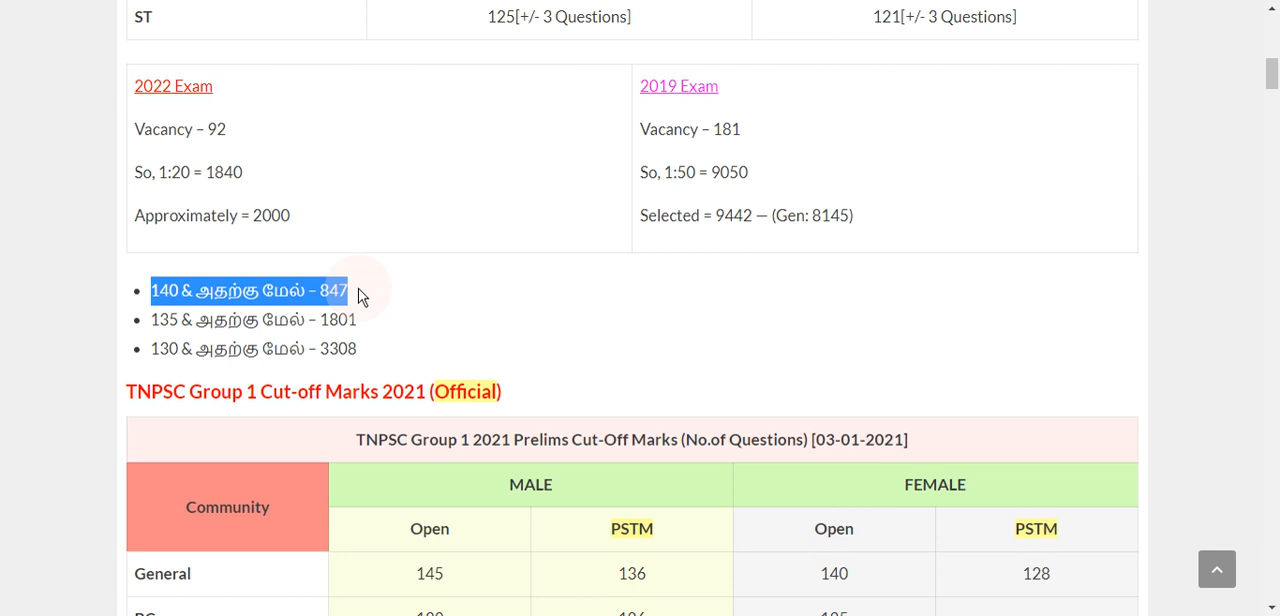 ST 125[+/- 3 Questions] 121[+/- 3 Questions]
2022 Exam 2019 Exam
Vacancy – 92 Vacancy – 181
So, 1:20 = 1840 So, 1:50 = 9050
Approximately = 2000 Selected = 9442 — (Gen: 8145)
140 & அதற்கு மேல் – 847
135 & அதற்கு மேல் – 1801
130 & அதற்கு மேல் – 3308
TNPSC Group 1 Cut-off Marks 2021 (Official)
TNPSC Group 1 2021 Prelims Cut-Off Marks (No.of Questions) [03-01-2021]
Community MALE FEMALE
Open PSTM Open PSTM
General 145 136 140 128